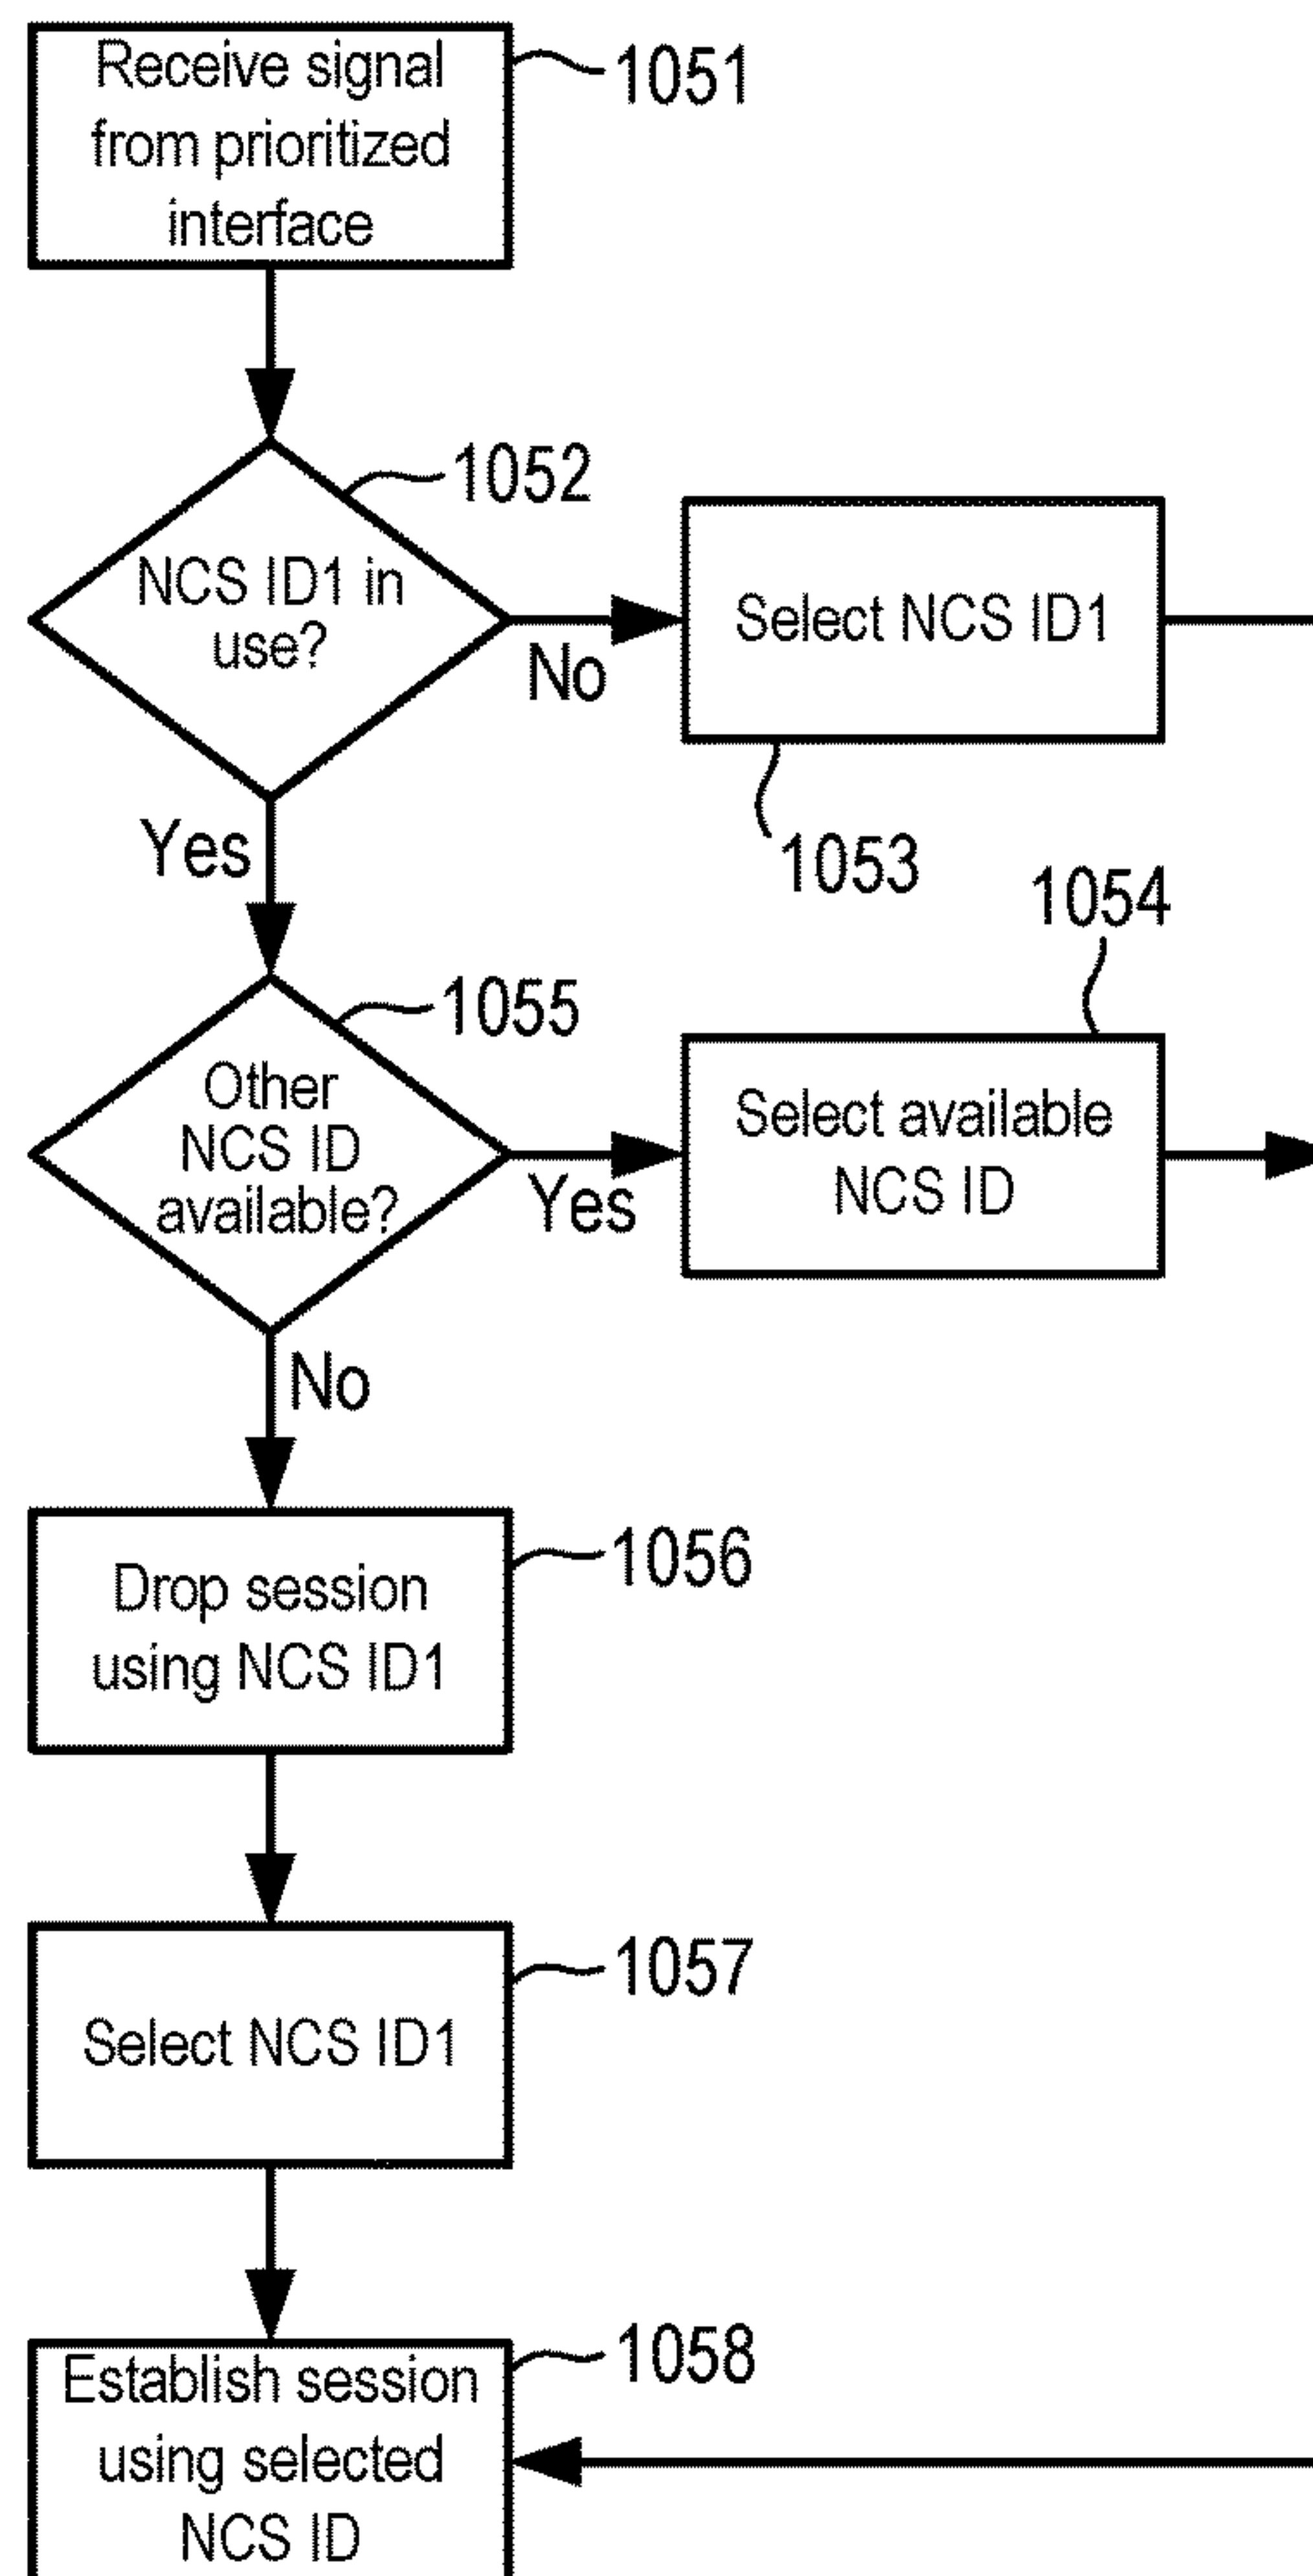 Receive signal
from prioritized
interface
1051
1052
NCS ID1 in
use?
No
Select NCS ID1
1053
Yes
1054
1055
Other
NCS ID
available?
Yes
Select available
NCS ID
No
1056
Drop session
using NCS ID1
1057
Select NCS ID1
1058
Establish session
using selected
NCS ID